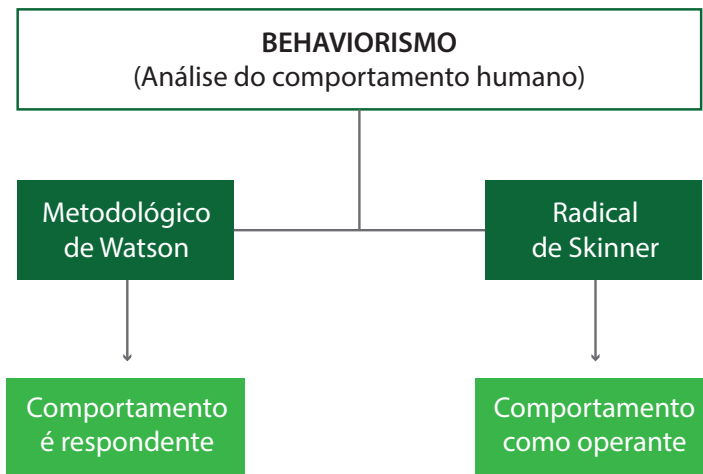 BEHAVIORISMO
(Análise do comportamento humano)
Metodológico
de Watson
Radical
de Skinner
Comportamento
é respondente
Comportamento
como operante